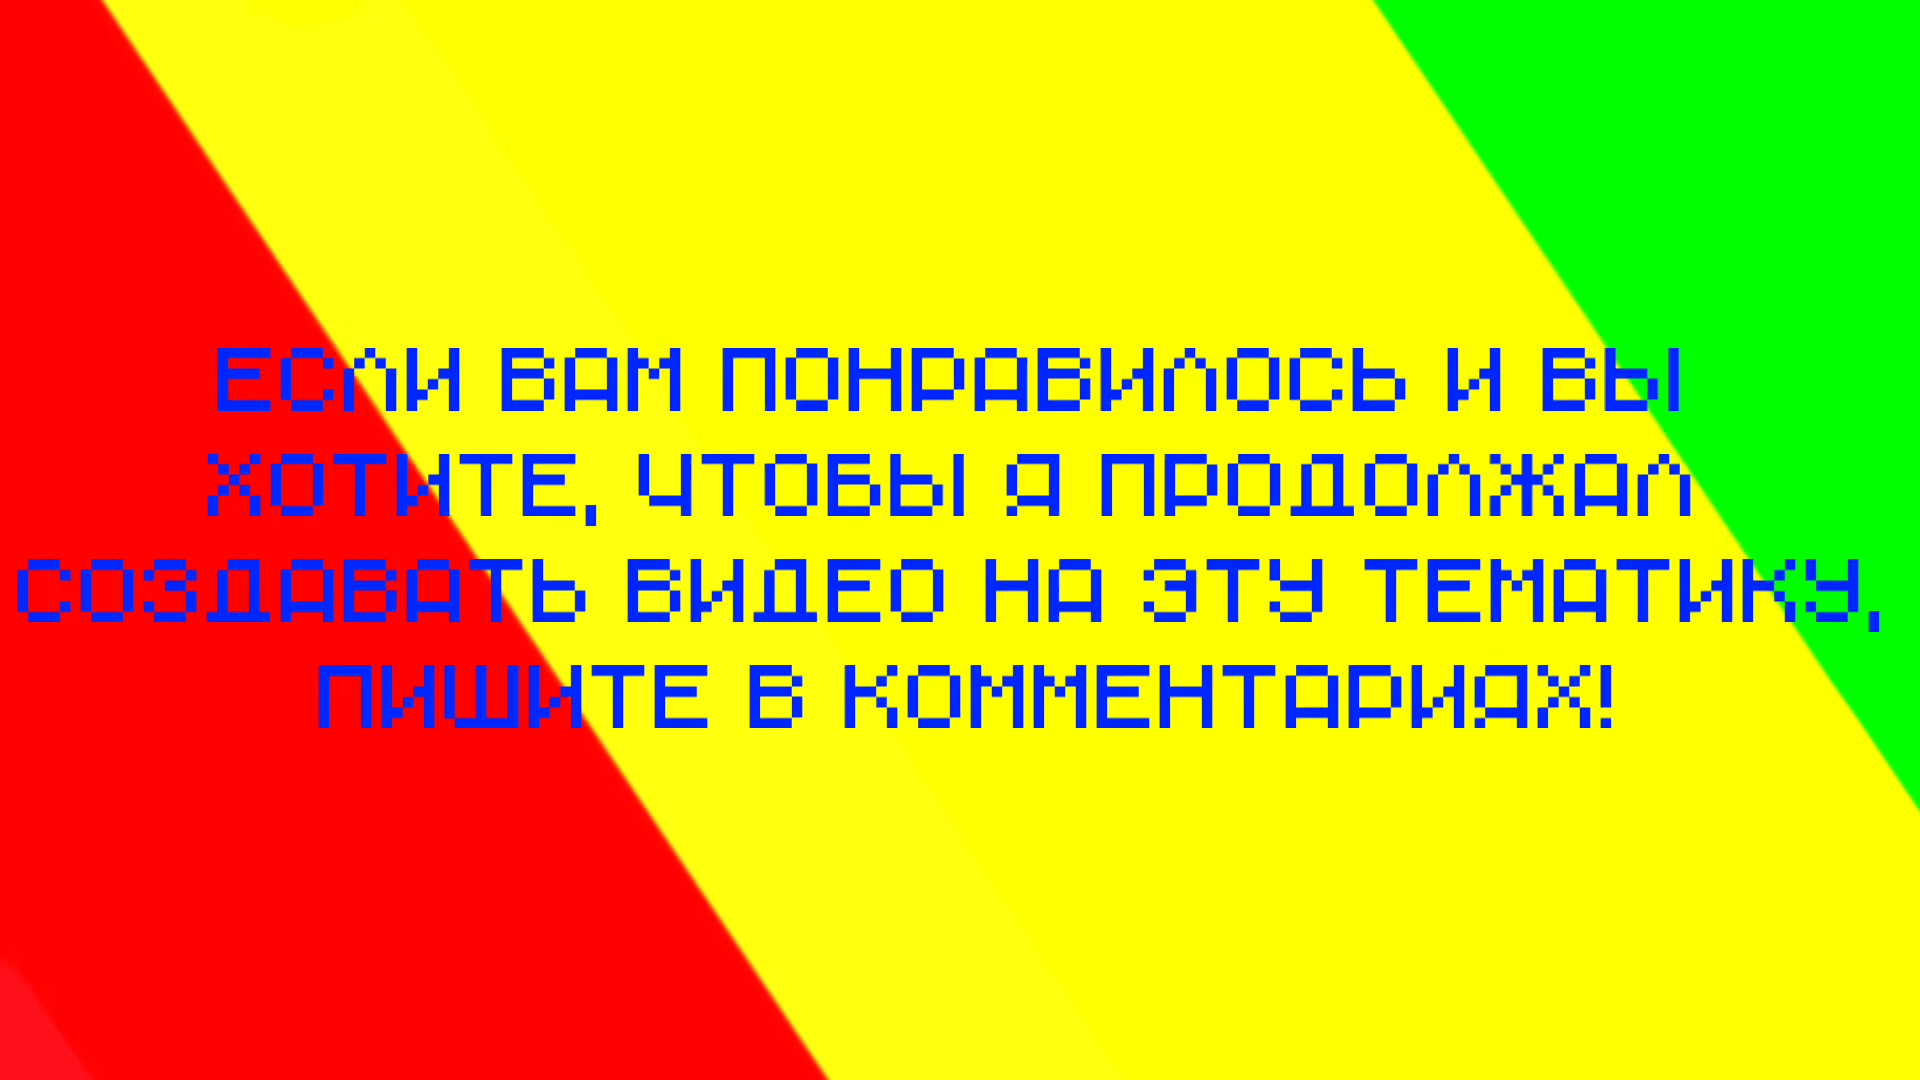 ЕСЛИ ВАМ ПОНРАВИЛОСЬ И ВЫ
ХОТИТЕ, ЧТОБЫ Я ПРОДОЛЖАЛ
СОЗДАВАТЬ ВИДЕО НА ЭТУ ТЕМАТИКУ,
ПИШИТЕ В КОММЕНТАРИЯХ!